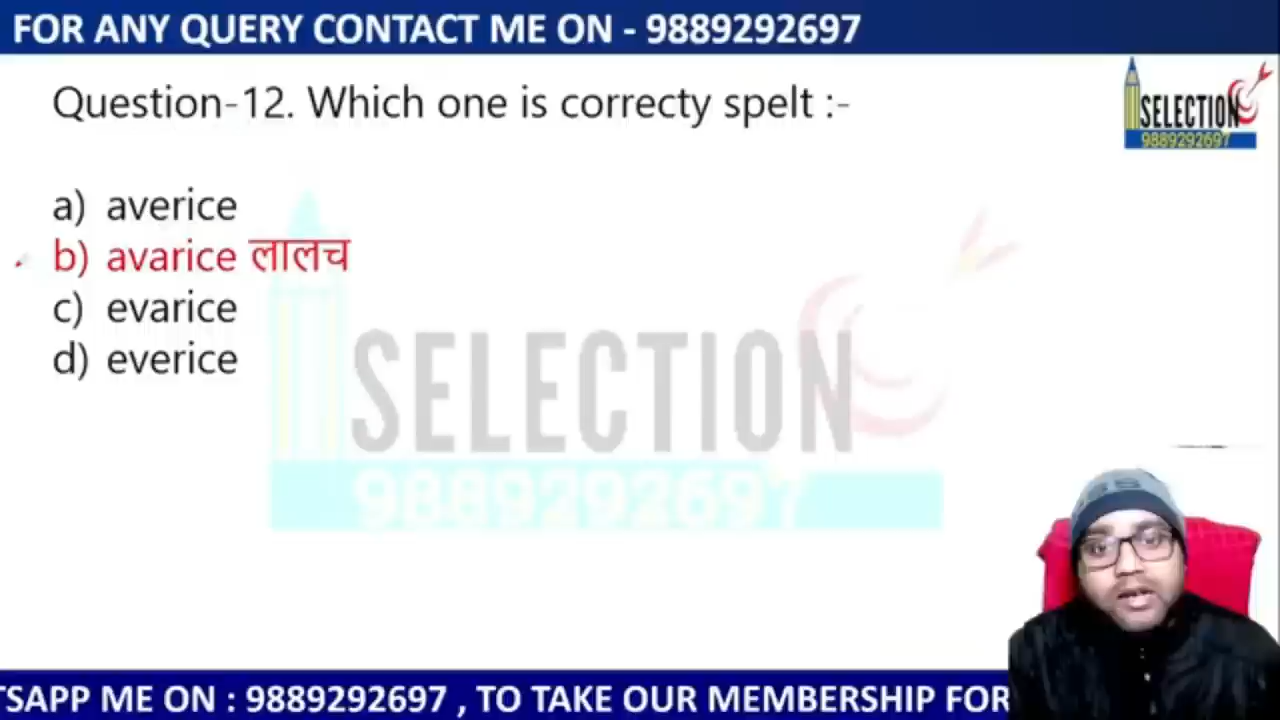 FOR ANY QUERY CONTACT ME ON - 9889292697
SELECTION
9889292697
Question-12. Which one is correcty spelt :-
a) averice
b) avarice लालच
c) evarice
d) everice
SELECTION
9889292697
TSAPP ME ON : 9889292697 , TO TAKE OUR MEMBERSHIP FOR